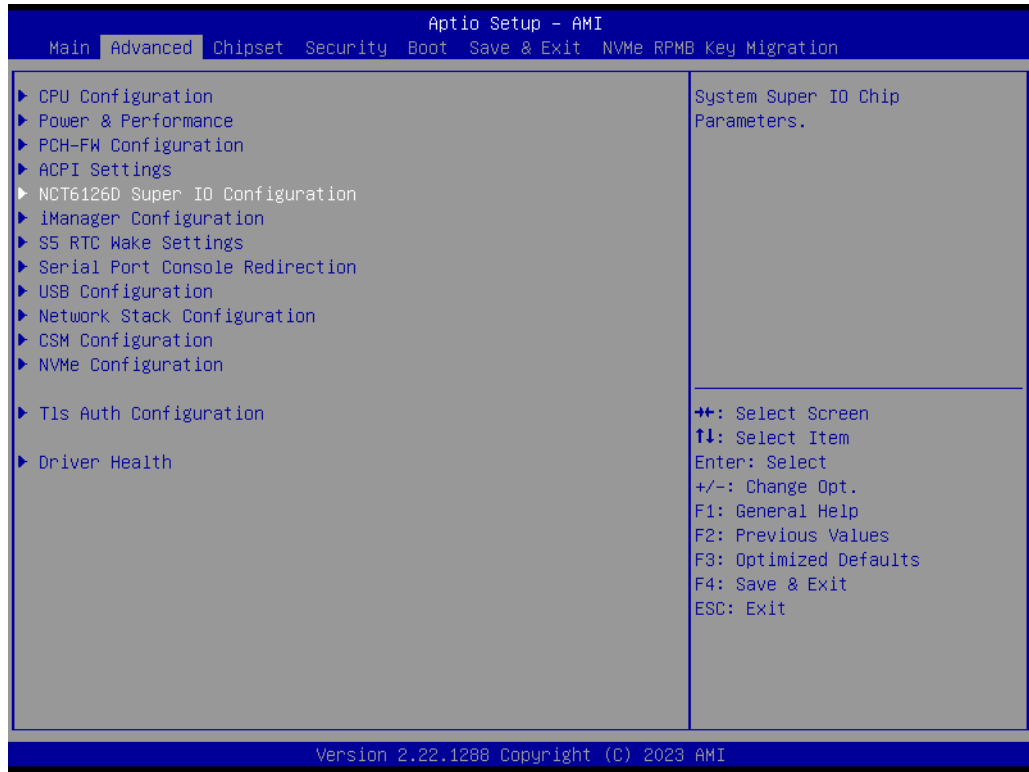 Aptio Setup – AMI
Main Advanced Chipset Security Boot Save & Exit NVMe RPMB Key Migration
▶ CPU Configuration
▶ Power & Performance
▶ PCH-FW Configuration
▶ ACPI Settings
▶ NCT6126D Super IO Configuration
▶ iManager Configuration
▶ S5 RTC Wake Settings
▶ Serial Port Console Redirection
▶ USB Configuration
▶ Network Stack Configuration
▶ CSM Configuration
▶ NVMe Configuration
▶ Tls Auth Configuration
▶ Driver Health
System Super IO Chip
Parameters.
→←: Select Screen
↑↓: Select Item
Enter: Select
+/-: Change Opt.
F1: General Help
F2: Previous Values
F3: Optimized Defaults
F4: Save & Exit
ESC: Exit
Version 2.22.1288 Copyright (C) 2023 AMI